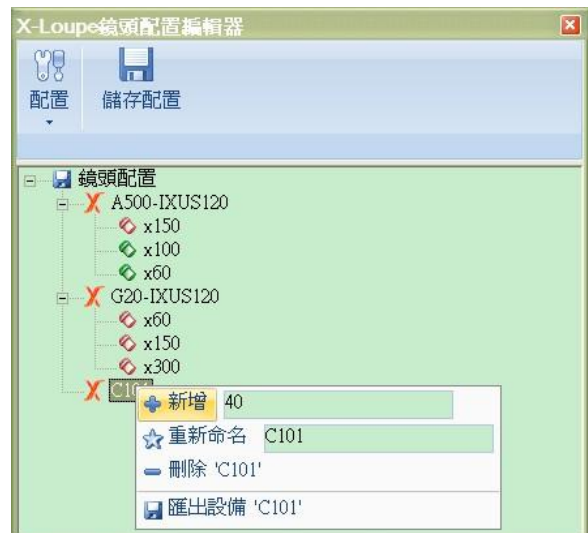 X-Loupe鏡頭配置編輯器
配置
儲存配置
鏡頭配置
A500-IXUS120
x150
x100
x60
G20-IXUS120
x60
x150
x300
C101
新增 40
重新命名 C101
刪除 'C101'
匯出設備 'C101'